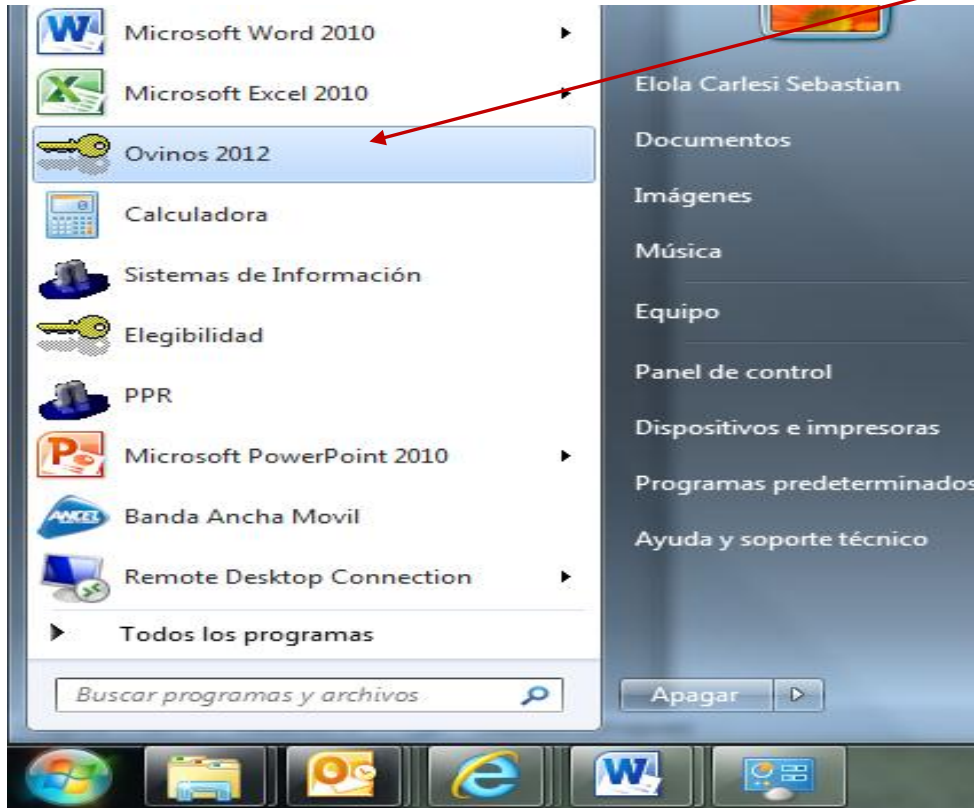 Microsoft Word 2010
Microsoft Excel 2010
Ovinos 2012
Calculadora
Sistemas de Información
Elegibilidad
PPR
Microsoft PowerPoint 2010
ANCEL
Banda Ancha Movil
Remote Desktop Connection
Todos los programas
Buscar programas y archivos
Elola Carlesi Sebastian
Documentos
Imágenes
Música
Equipo
Panel de control
Dispositivos e impresoras
Programas predeterminados
Ayuda y soporte técnico
Apagar